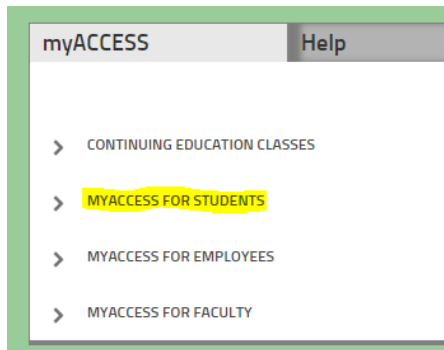 myACCESS Help
CONTINUING EDUCATION CLASSES
MYACCESS FOR STUDENTS
MYACCESS FOR EMPLOYEES
MYACCESS FOR FACULTY